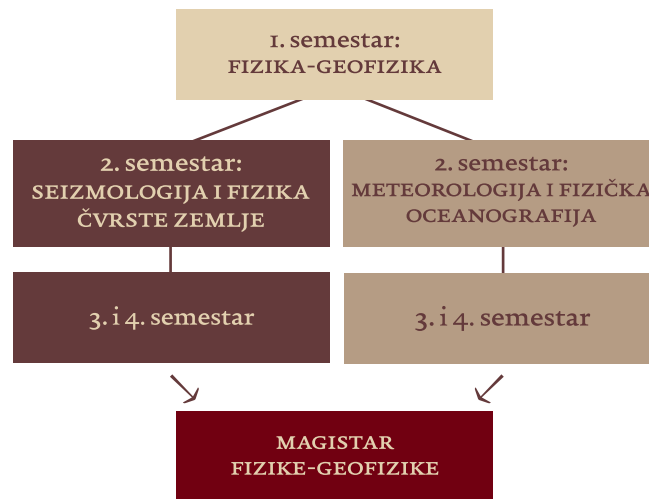 1. semestar:
FIZIKA-GEOFIZIKA
2. semestar:
SEIZMOLOGIJA I FIZIKA
ČVRSTE ZEMLJE
2. semestar:
METEOROLOGIJA I FIZIČKA
OCEANOGRAFIJA
3. i 4. semestar
3. i 4. semestar
MAGISTAR
FIZIKE-GEOFIZIKE